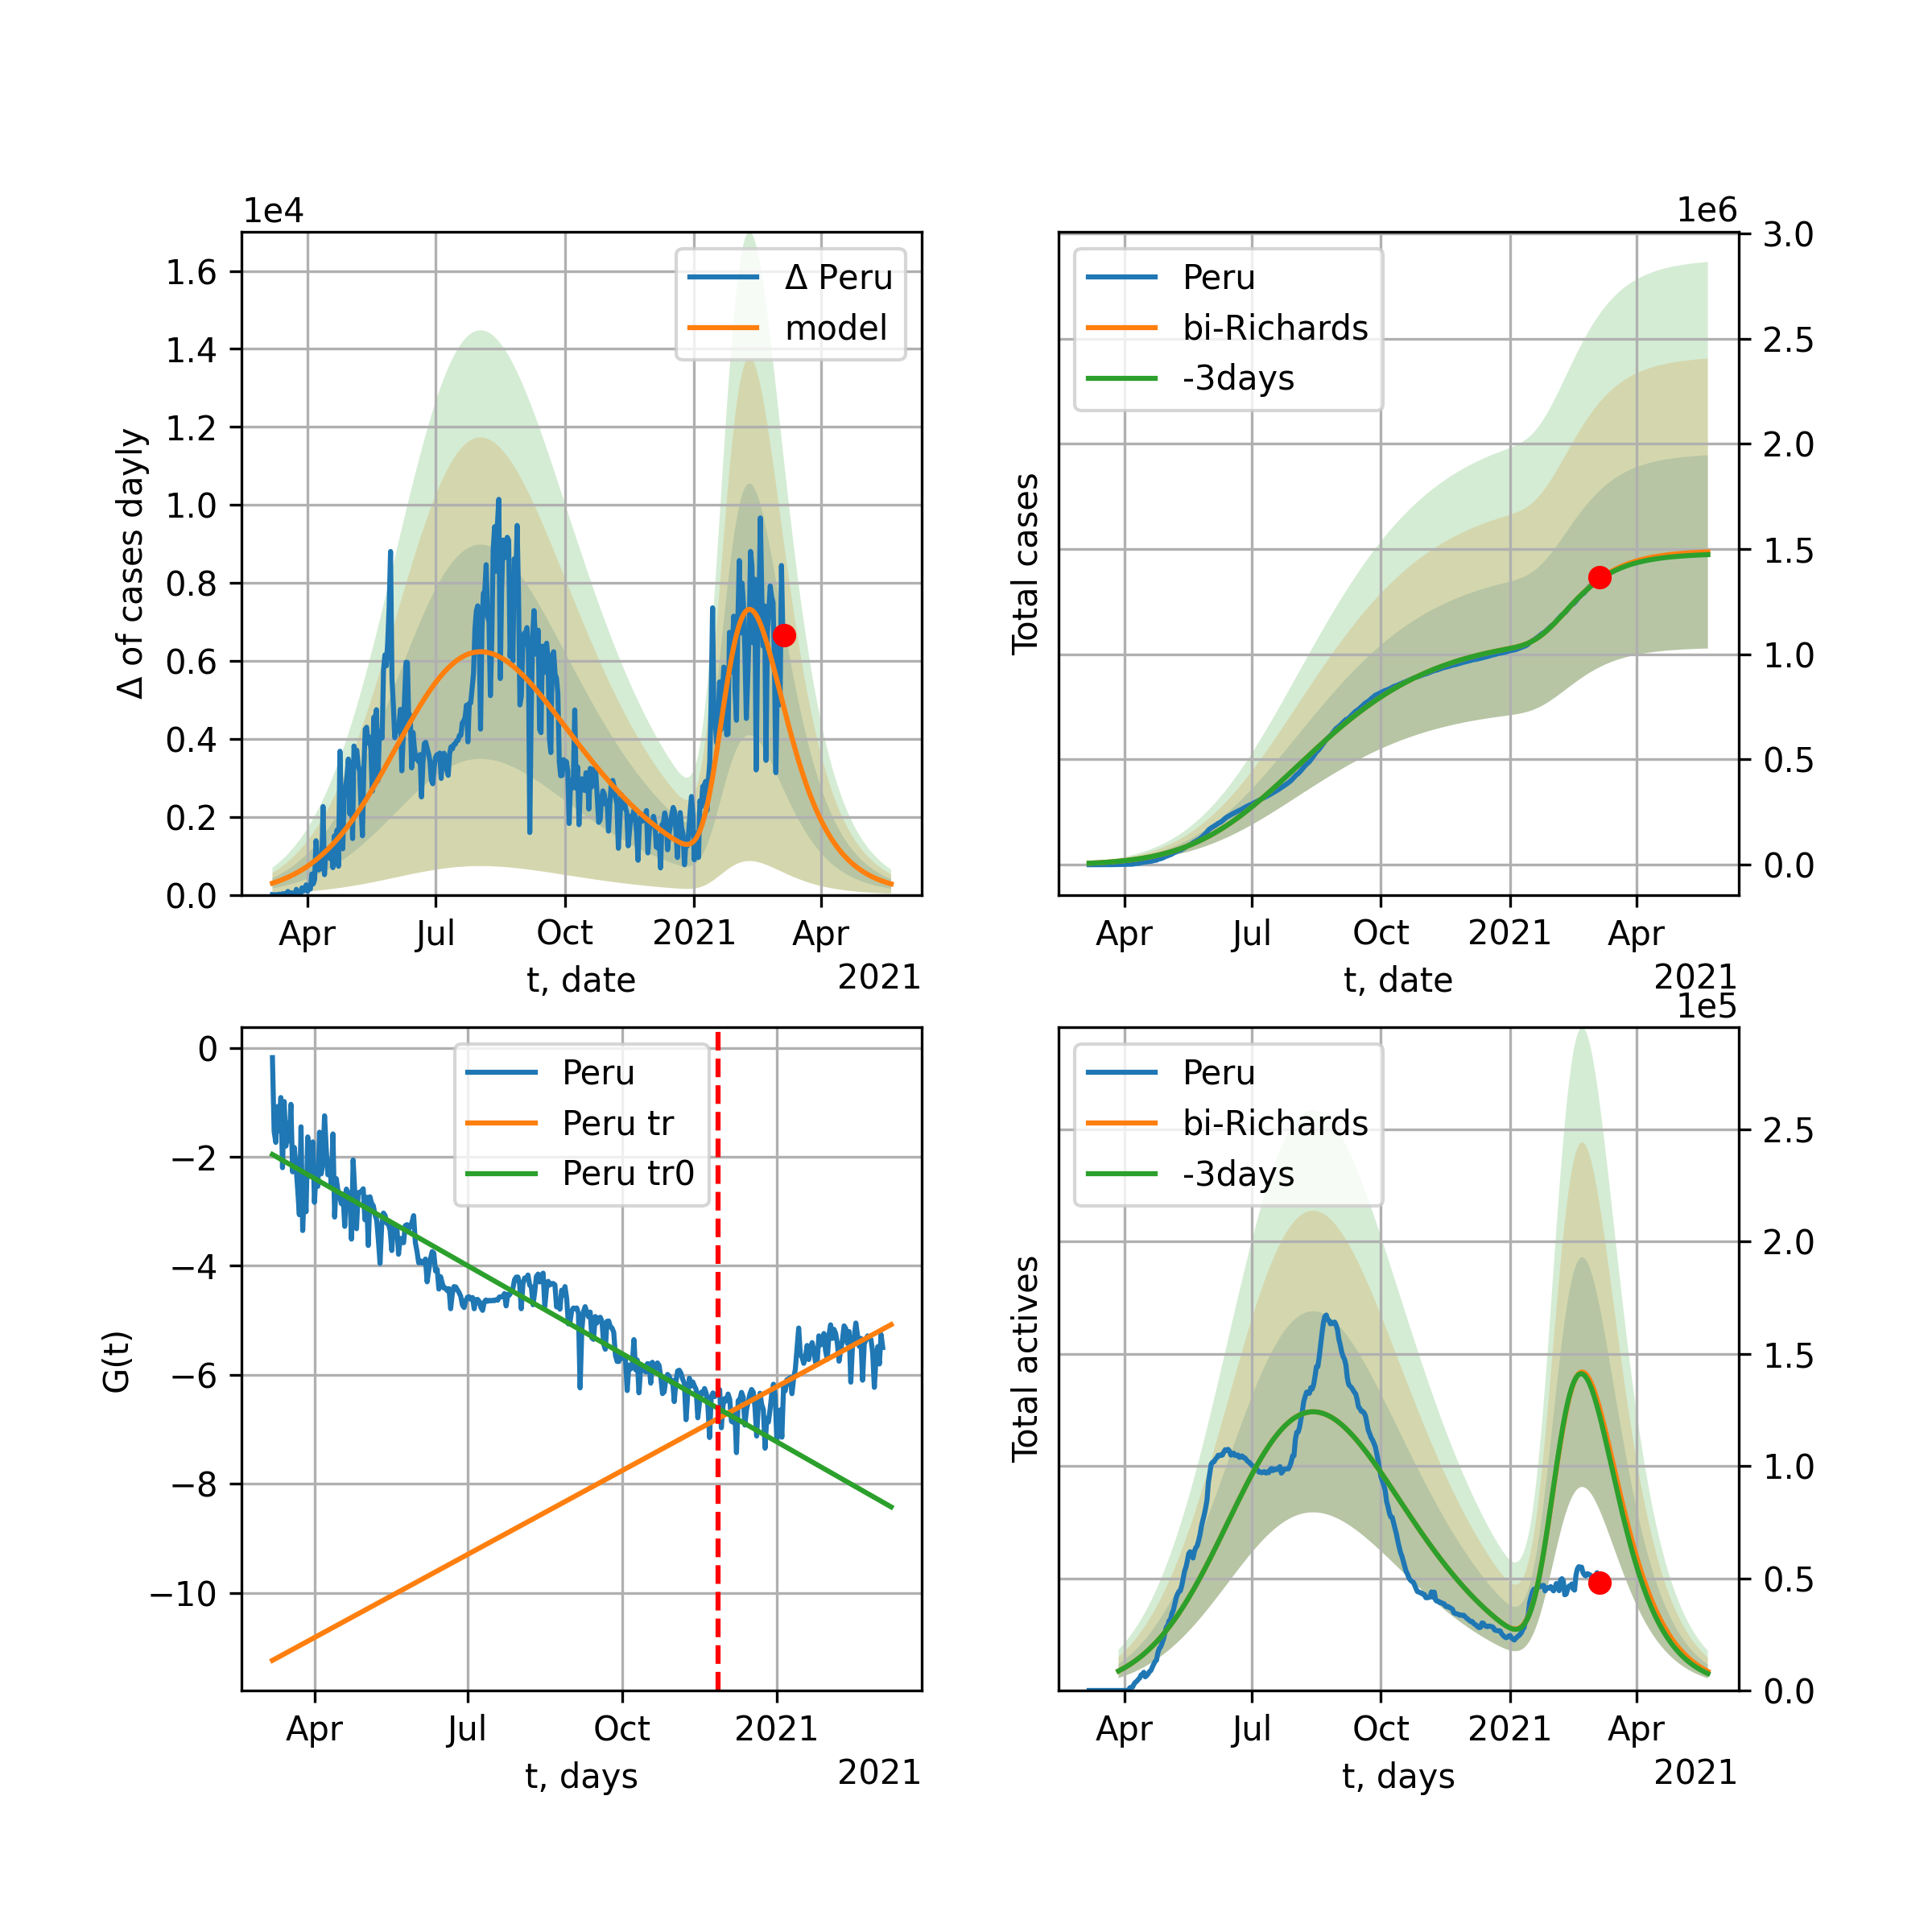 1e4
1.6
1.4
1.2
1.0
0.8
0.6
0.4
0.2
0.0
Δ of cases dayly
Δ Peru
model
Apr Jul Oct 2021 Apr
t, date
2021
1e6
3.0
2.5
2.0
1.5
1.0
0.5
0.0
Total cases
Peru
bi-Richards
-3days
Apr Jul Oct 2021 Apr
t, date
2021
0
−2
−4
−6
−8
−10
G(t)
Peru
Peru tr
Peru tr0
Apr Jul Oct 2021
t, days
2021
1e5
2.5
2.0
1.5
1.0
0.5
0.0
Total actives
Peru
bi-Richards
-3days
Apr Jul Oct 2021 Apr
t, days
2021